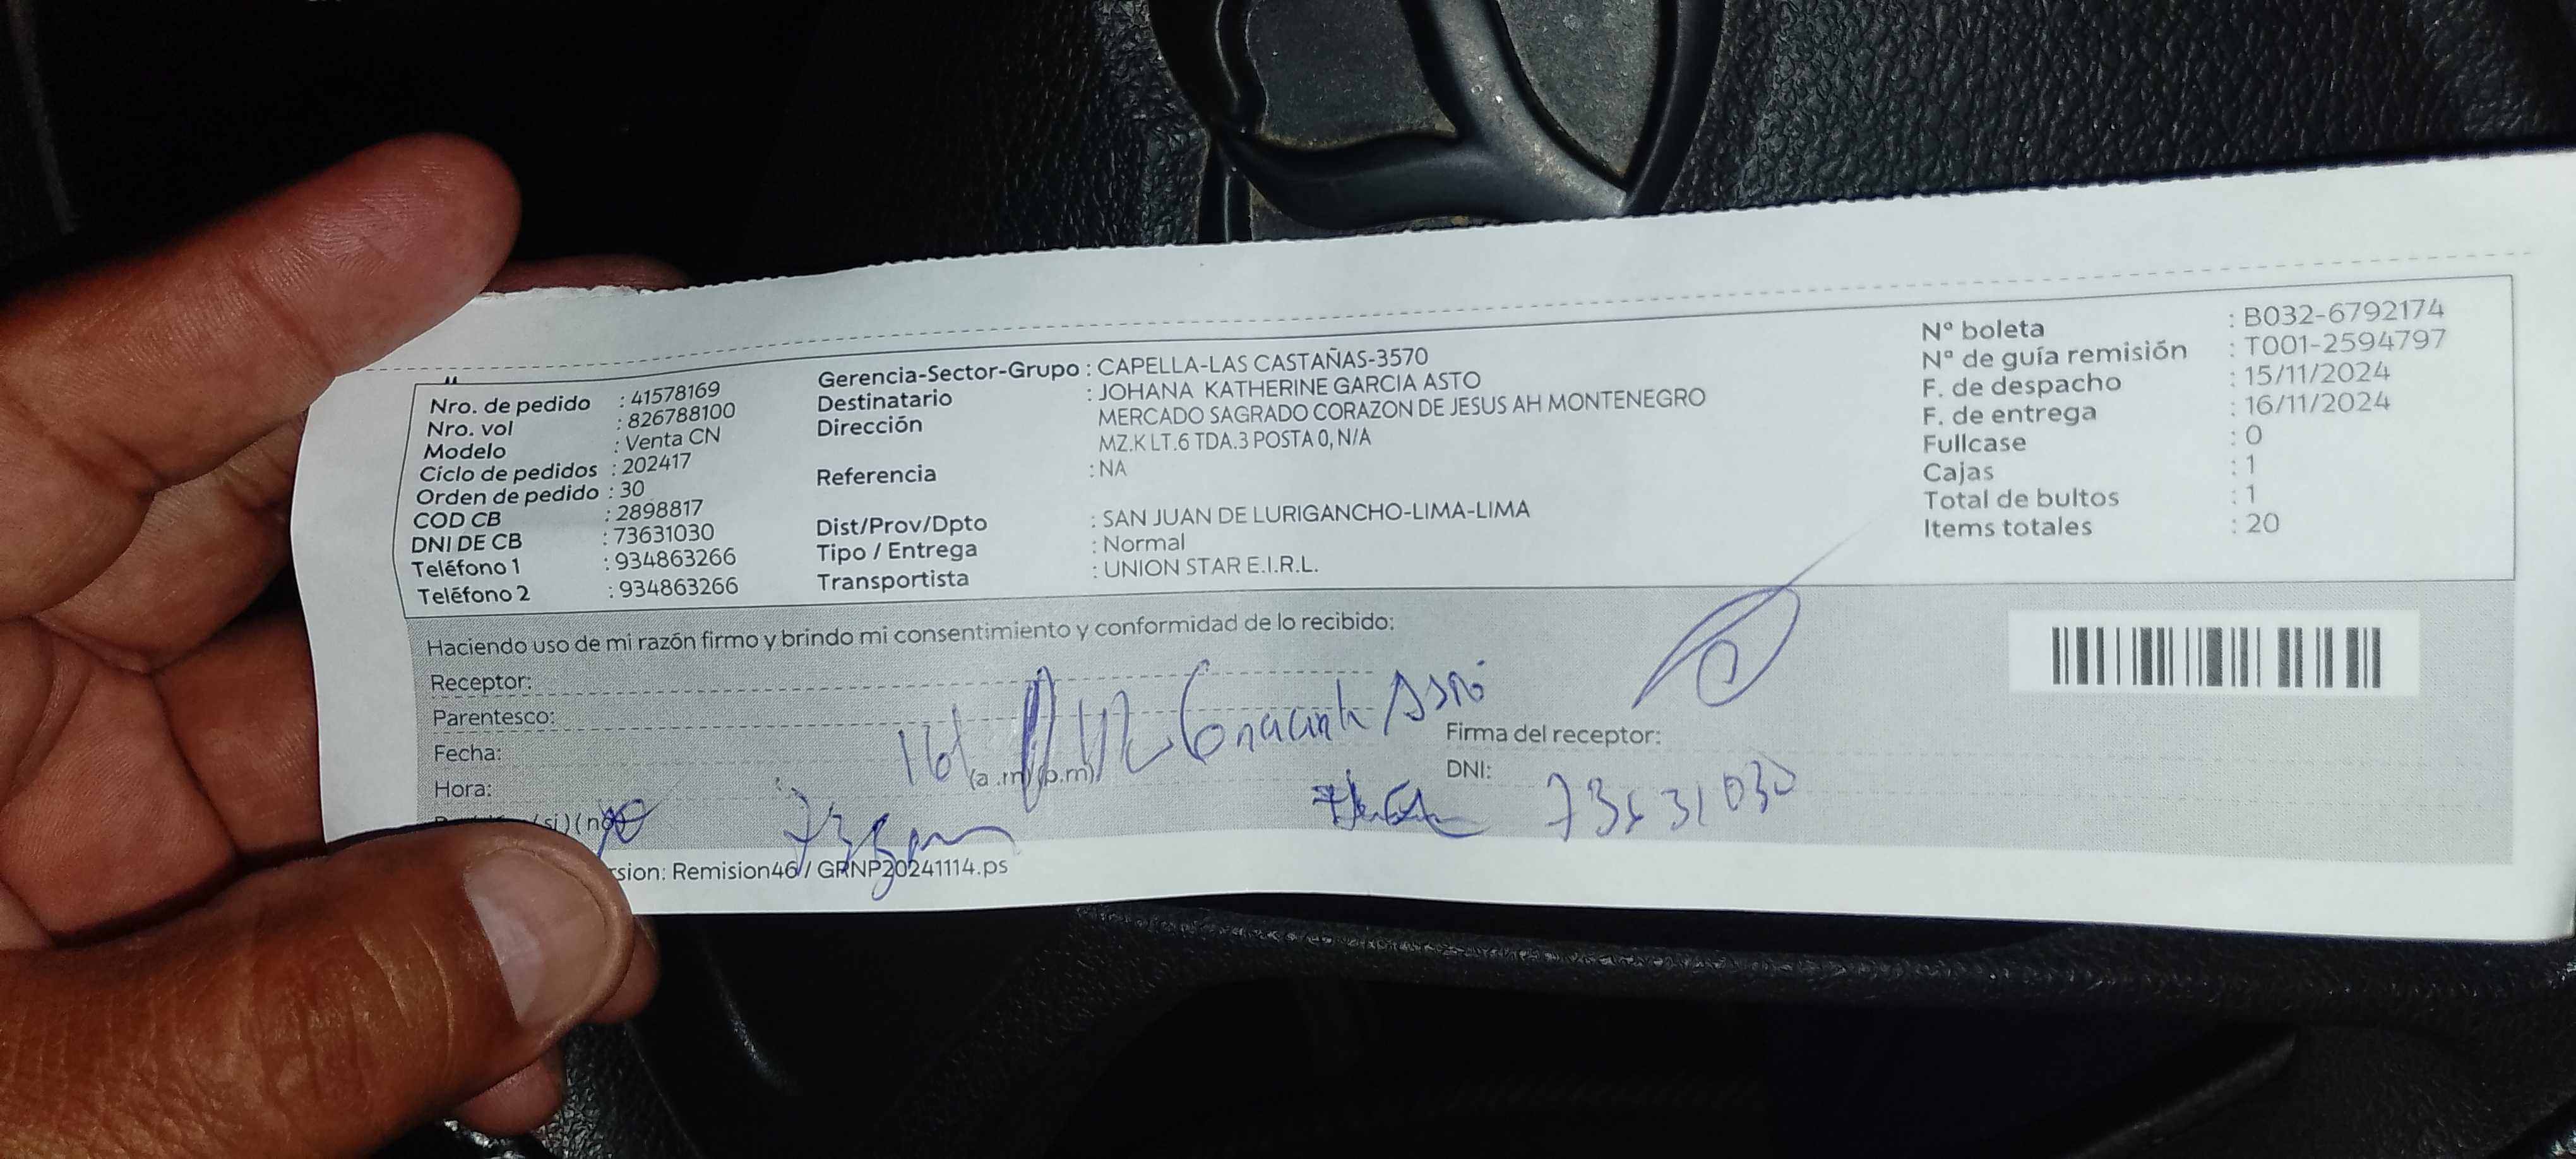 Nro. de pedido : 41578169
Nro. vol : 826788100
Modelo : Venta CN
Ciclo de pedidos : 202417
Orden de pedido : 30
COD CB : 2898817
DNI DE CB : 73631030
Teléfono 1 : 934863266
Teléfono 2 : 934863266
Gerencia-Sector-Grupo : CAPELLA-LAS CASTAÑAS-3570
Destinatario : JOHANA KATHERINE GARCIA ASTO
Dirección MERCADO SAGRADO CORAZON DE JESUS AH MONTENEGRO
MZ.K LT.6 TDA.3 POSTA 0, N/A
Referencia : NA
Dist/Prov/Dpto : SAN JUAN DE LURIGANCHO-LIMA-LIMA
Tipo / Entrega : Normal
Transportista : UNION STAR E.I.R.L.
N° boleta : B032-6792174
Nª de guía remisión : T001-2594797
F. de despacho : 15/11/2024
F. de entrega : 16/11/2024
Fullcase : 0
Cajas : 1
Total de bultos : 1
Items totales : 20
Haciendo uso de mi razón firmo y brindo mi consentimiento y conformidad de lo recibido:
Receptor:
Parentesco:
Fecha:
Hora: (a .m) (p.m)
(si) (no)
Firma del receptor:
DNI: 73631030
sion: Remision46 / GRNP20241114.ps